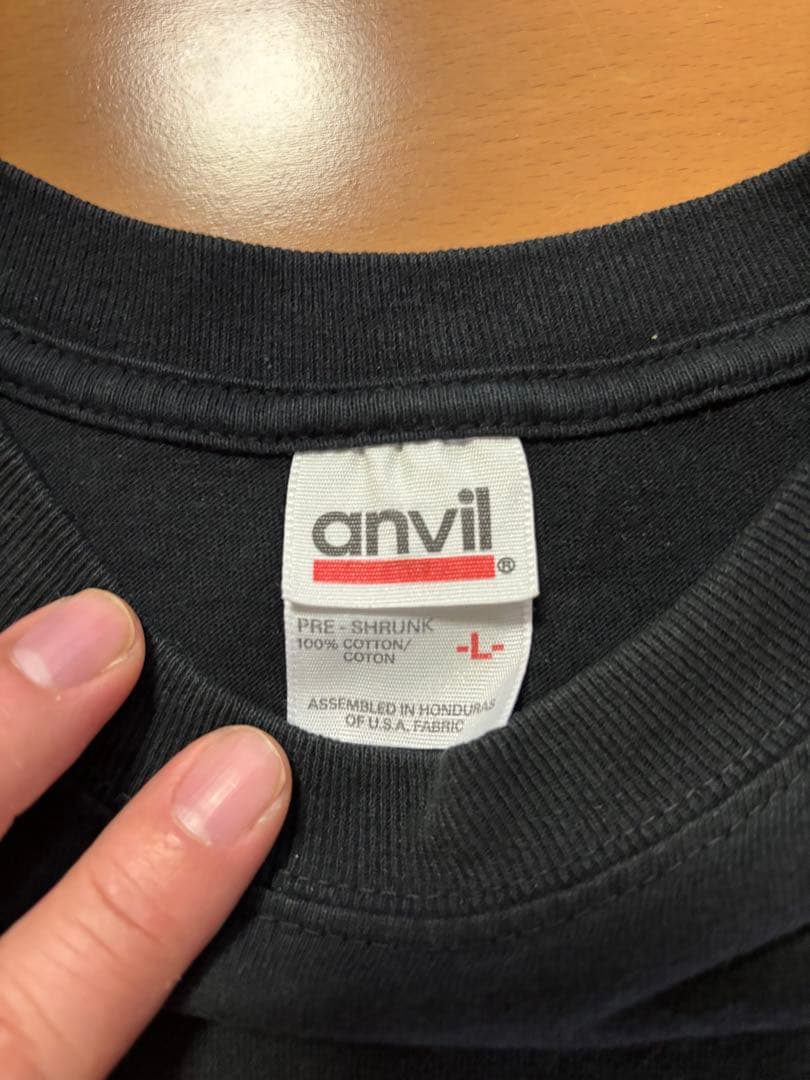 anvil®
PRE-SHRUNK
100% COTTON/
COTON
-L-
ASSEMBLED IN HONDURAS
OF U.S.A. FABRIC